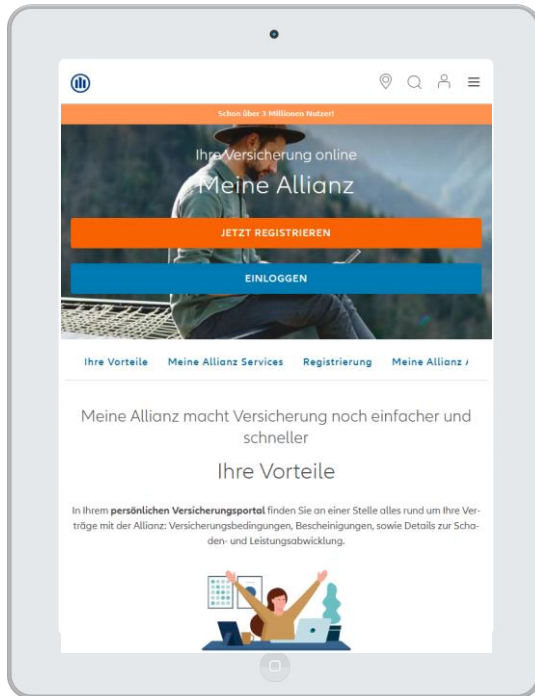 Schon über 3 Millionen Nutzer!
Ihre Versicherung online
Meine Allianz
JETZT REGISTRIEREN
EINLOGGEN
Ihre Vorteile Meine Allianz Services Registrierung Meine Allianz A
Meine Allianz macht Versicherung noch einfacher und
schneller
Ihre Vorteile
In Ihrem persönlichen Versicherungsportal finden Sie an einer Stelle alles rund um Ihre Ver-
träge mit der Allianz: Versicherungsbedingungen, Bescheinigungen, sowie Details zur Scha-
den- und Leistungsabwicklung.